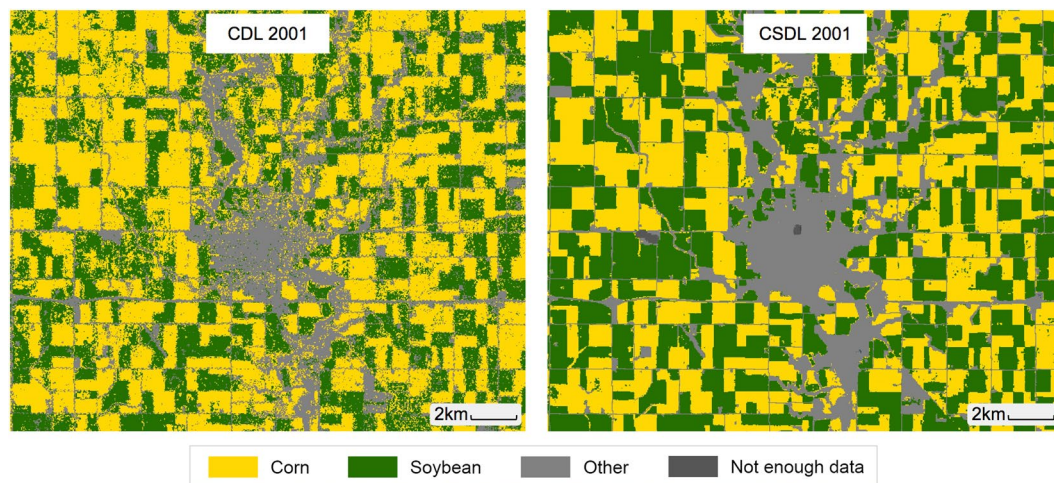 CDL 2001
CSDL 2001
2km
2km
Corn
Soybean
Other
Not enough data